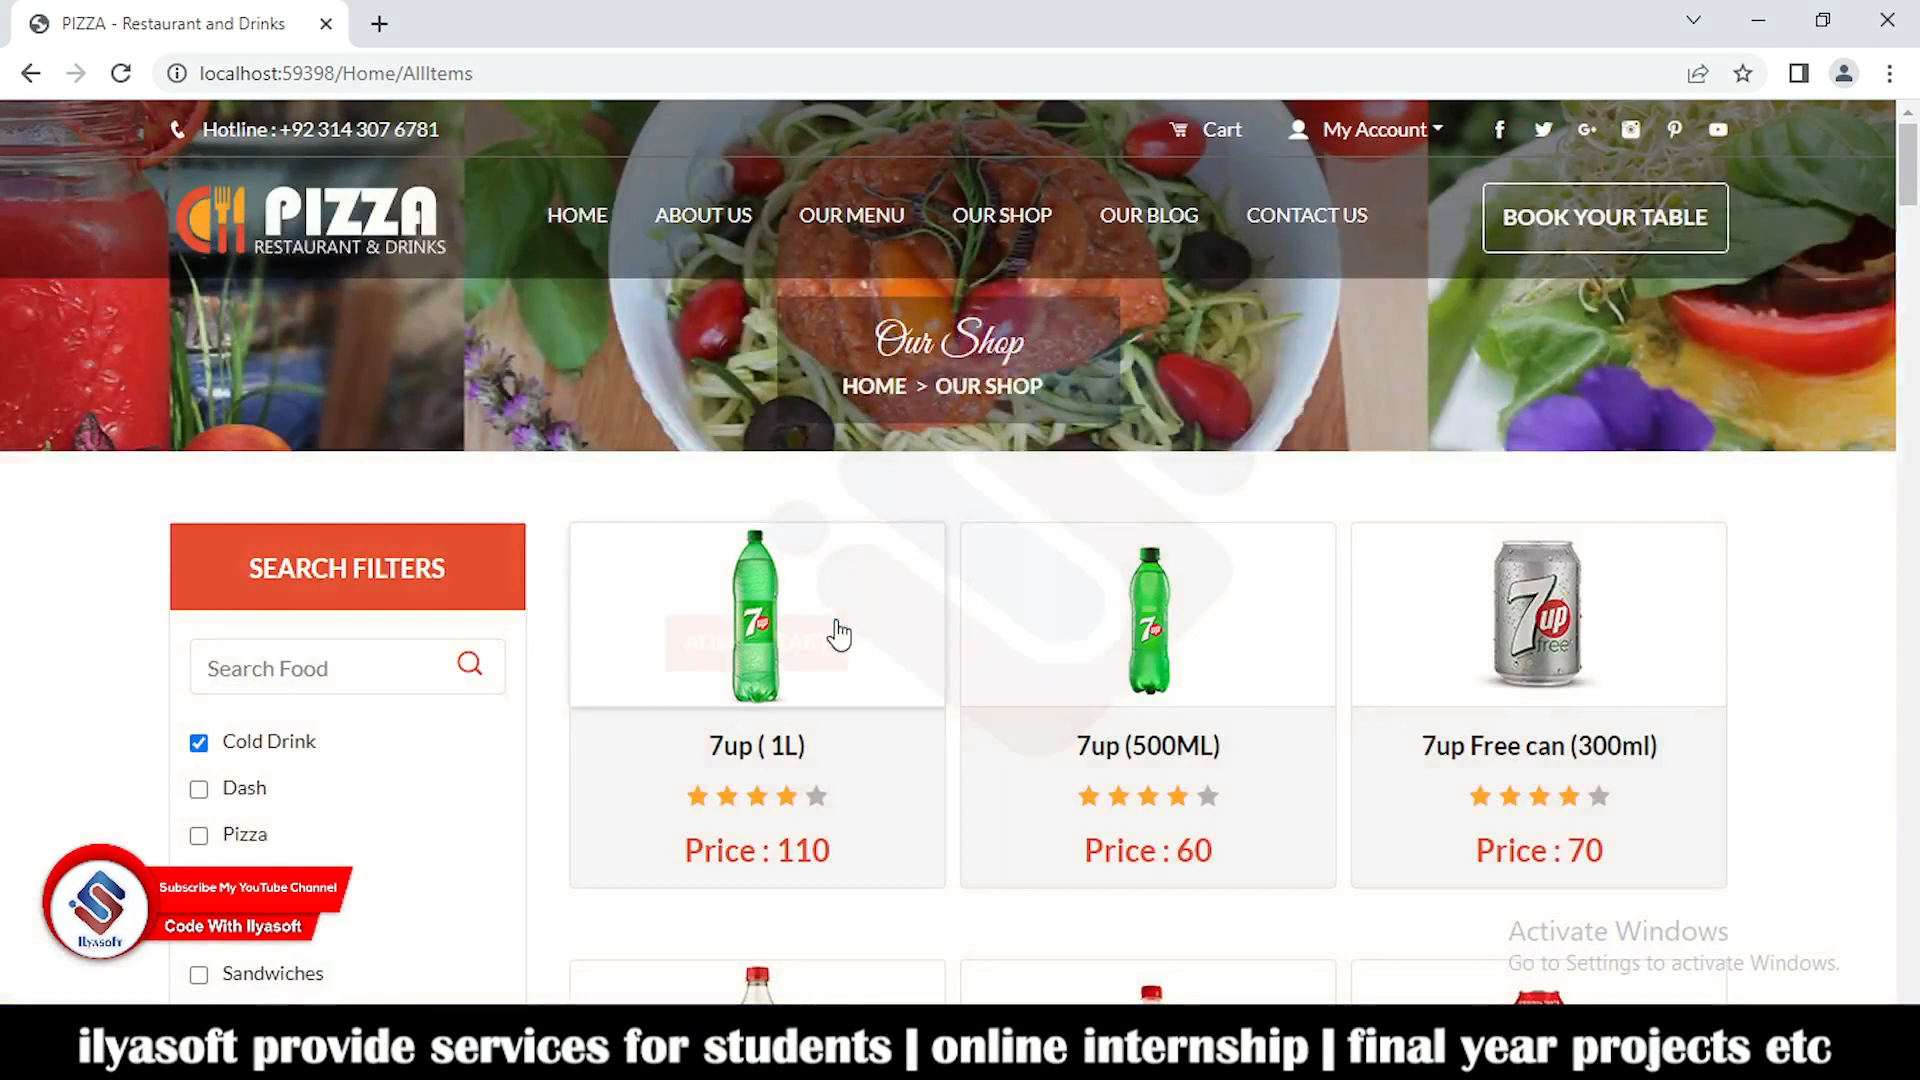 PIZZA - Restaurant and Drinks
localhost:59398/Home/AllItems
Hotline : +92 314 307 6781
Cart
My Account
PIZZA
RESTAURANT & DRINKS
HOME
ABOUT US
OUR MENU
OUR SHOP
OUR BLOG
CONTACT US
BOOK YOUR TABLE
Our Shop
HOME > OUR SHOP
SEARCH FILTERS
Search Food
Cold Drink
Dash
Pizza
Sandwiches
7up
7up
7up
free
7up ( 1L)
7up (500ML)
7up Free can (300ml)
Price : 110
Price : 60
Price : 70
Subscribe My YouTube Channel
Code With Ilyasoft
Ilyasoft
Activate Windows
Go to Settings to activate Windows.
ilyasoft provide services for students | online internship | final year projects etc